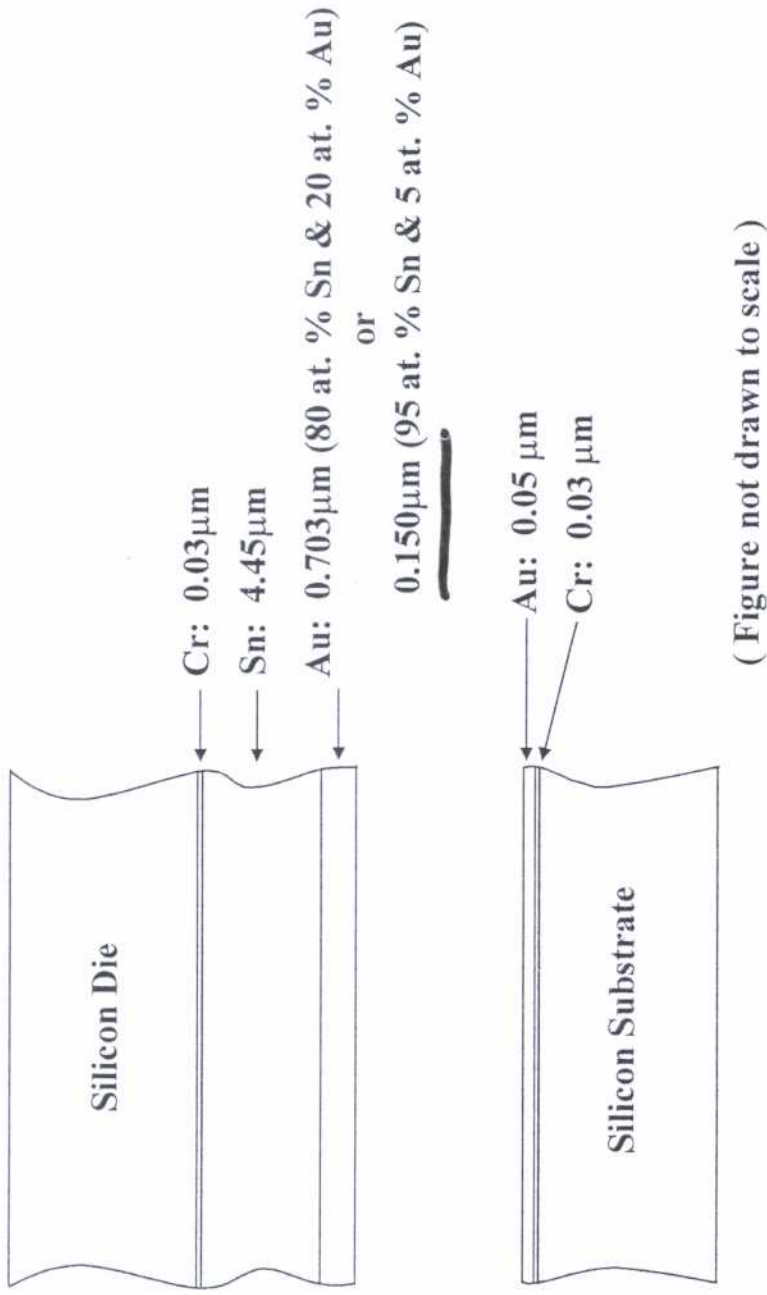 Silicon Die
Cr: 0.03μm
Sn: 4.45μm
Au: 0.703μm (80 at. % Sn & 20 at. % Au)
or
0.150μm (95 at. % Sn & 5 at. % Au)
Au: 0.05 μm
Cr: 0.03 μm
Silicon Substrate
( Figure not drawn to scale )